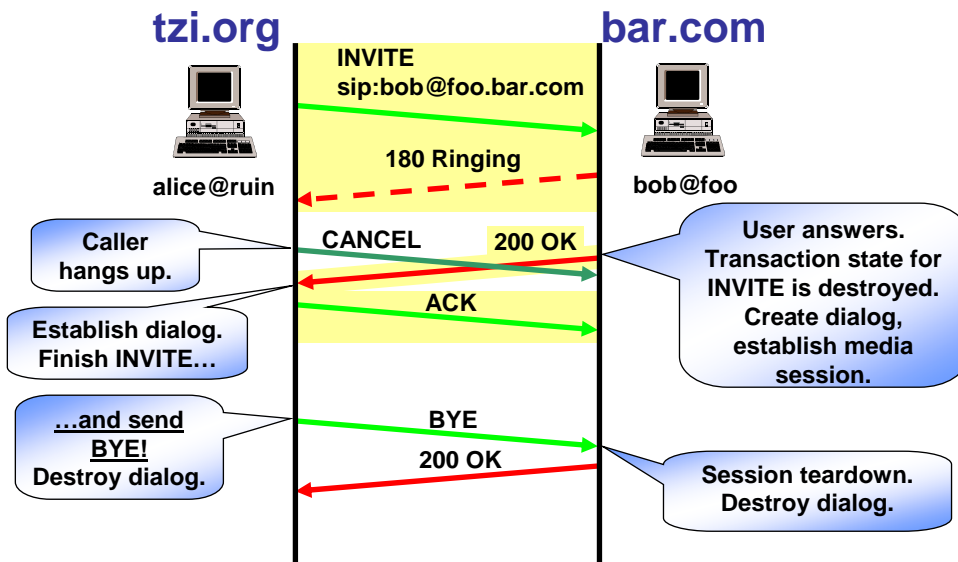 tzi.org
bar.com
INVITE
sip:bob@foo.bar.com
180 Ringing
alice@ruin
bob@foo
Caller
hangs up.
CANCEL
200 OK
User answers.
Transaction state for
INVITE is destroyed.
Create dialog,
establish media
session.
ACK
Establish dialog.
Finish INVITE…
…and send
BYE!
Destroy dialog.
BYE
200 OK
Session teardown.
Destroy dialog.